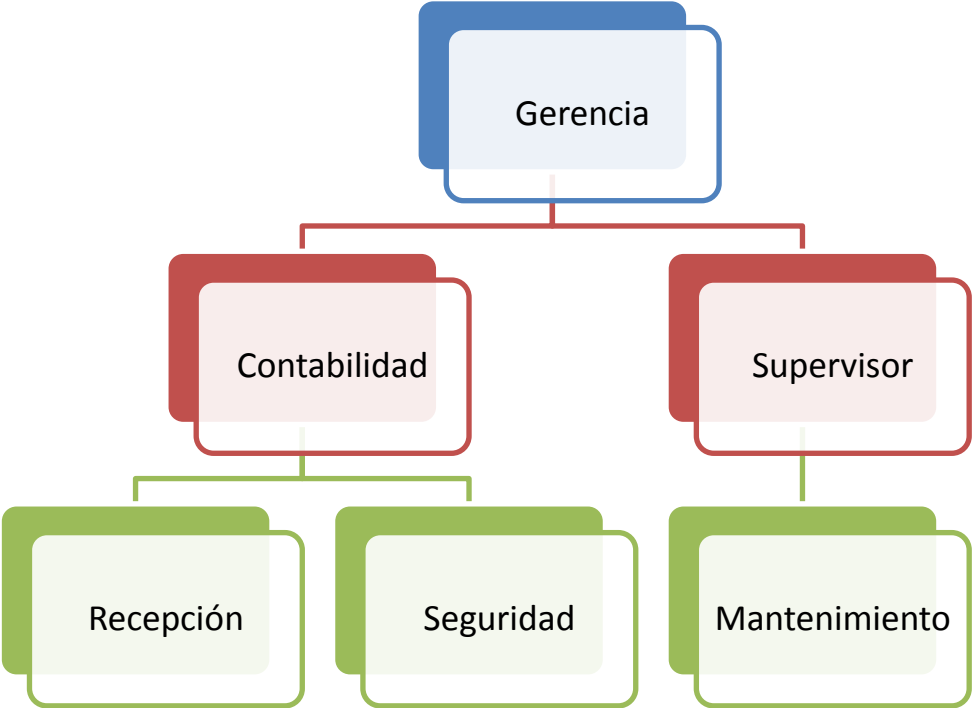 Gerencia
Contabilidad
Supervisor
Recepción
Seguridad
Mantenimiento